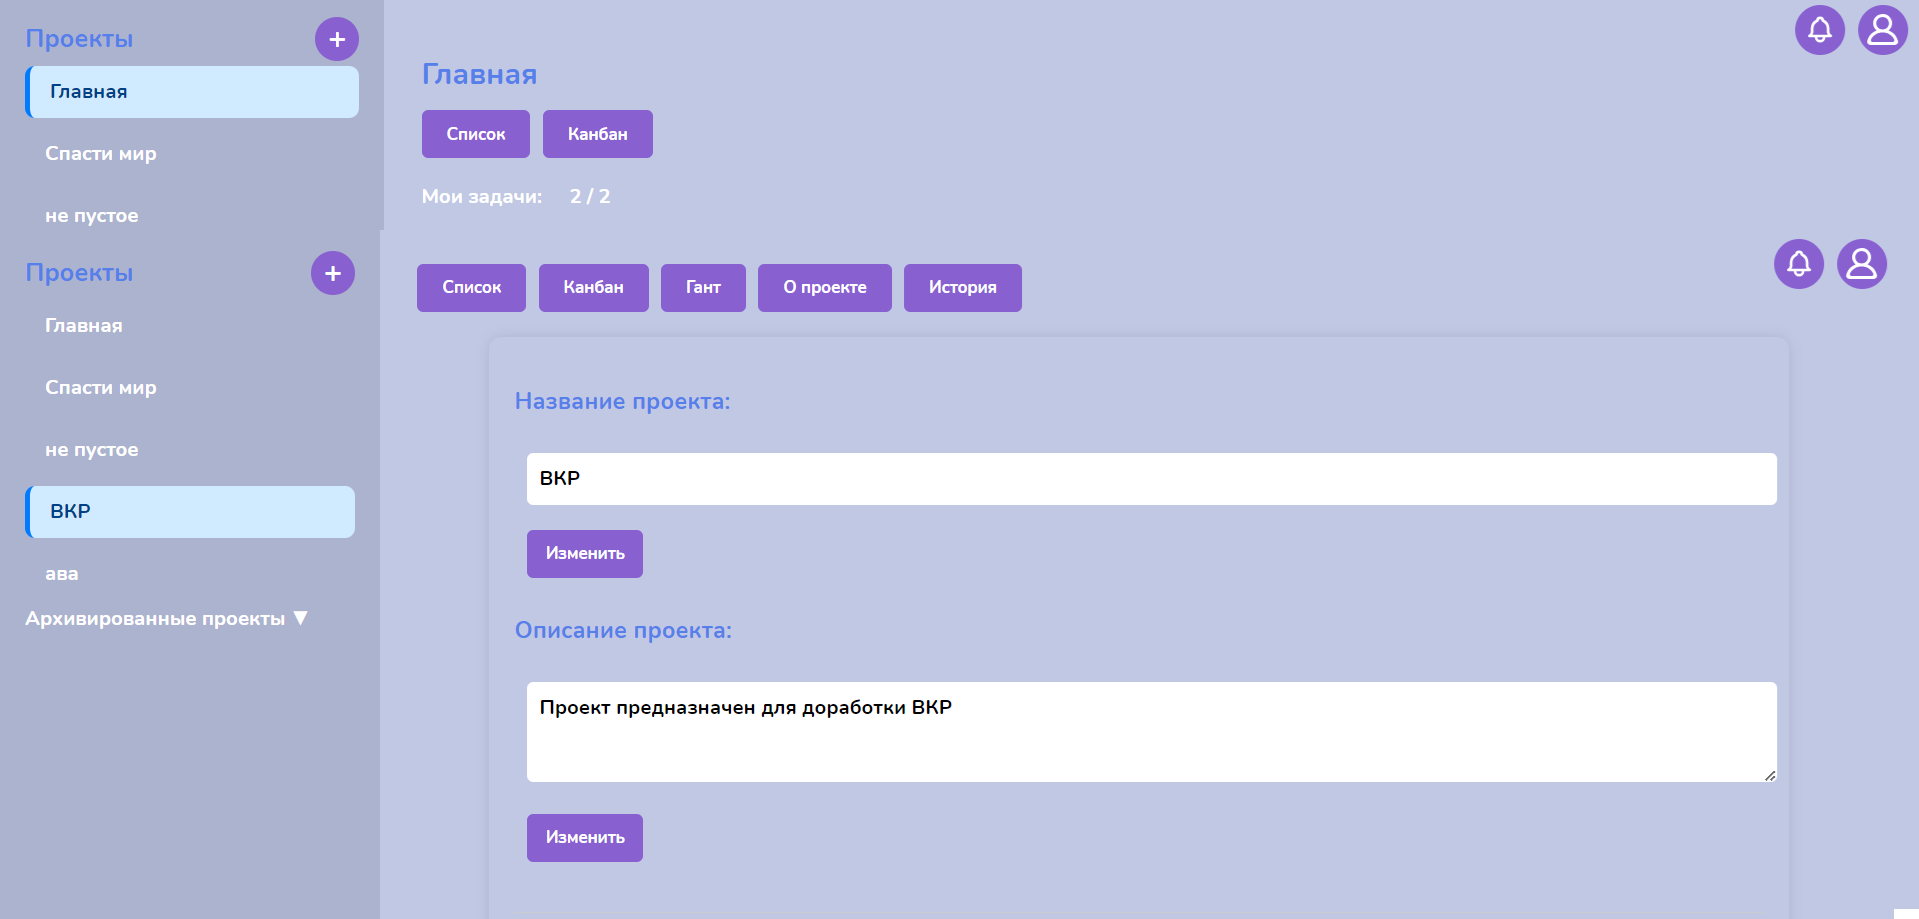 Проекты
+
Главная
Спасти мир
не пустое
Главная
Список Канбан
Мои задачи: 2 / 2
Проекты
+
Главная
Спасти мир
не пустое
ВКР
ава
Архивированные проекты ▼
Список Канбан Гант О проекте История
Название проекта:
ВКР
Изменить
Описание проекта:
Проект предназначен для доработки ВКР
Изменить